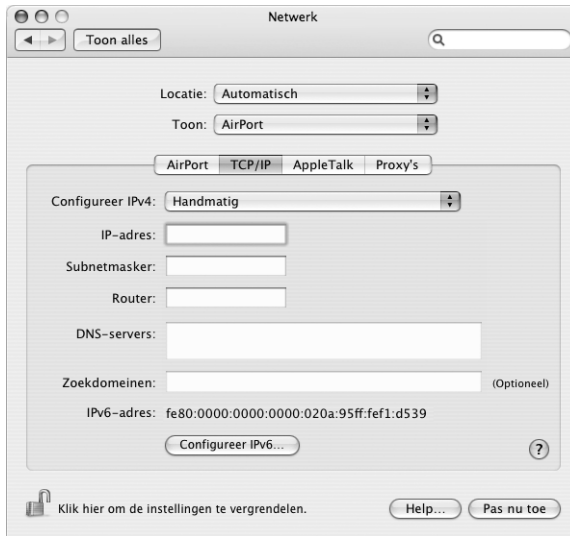 Netwerk
Toon alles
Locatie: Automatisch
Toon: AirPort
AirPort TCP/IP AppleTalk Proxy's
Configureer IPv4: Handmatig
IP-adres:
Subnetmasker:
Router:
DNS-servers:
Zoekdomeinen: (Optioneel)
IPv6-adres: fe80:0000:0000:0000:020a:95ff:fef1:d539
Configureer IPv6... ?
Klik hier om de instellingen te vergrendelen. Help... Pas nu toe